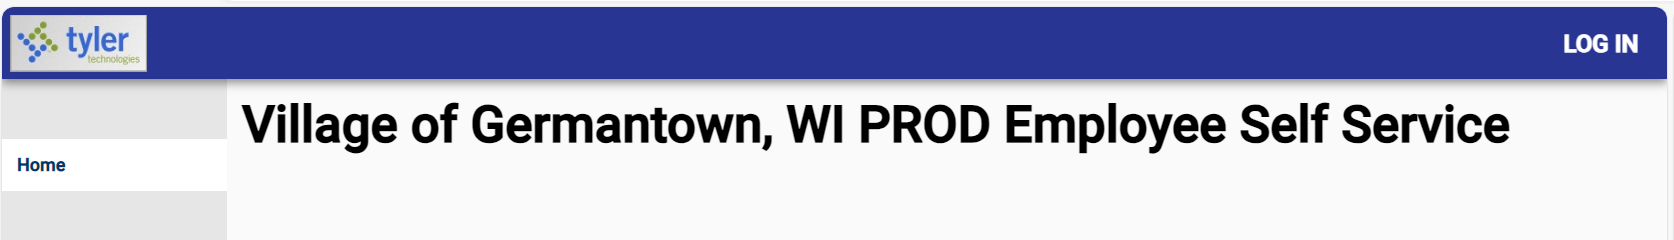 tyler
technologies
LOG IN
Village of Germantown, WI PROD Employee Self Service
Home